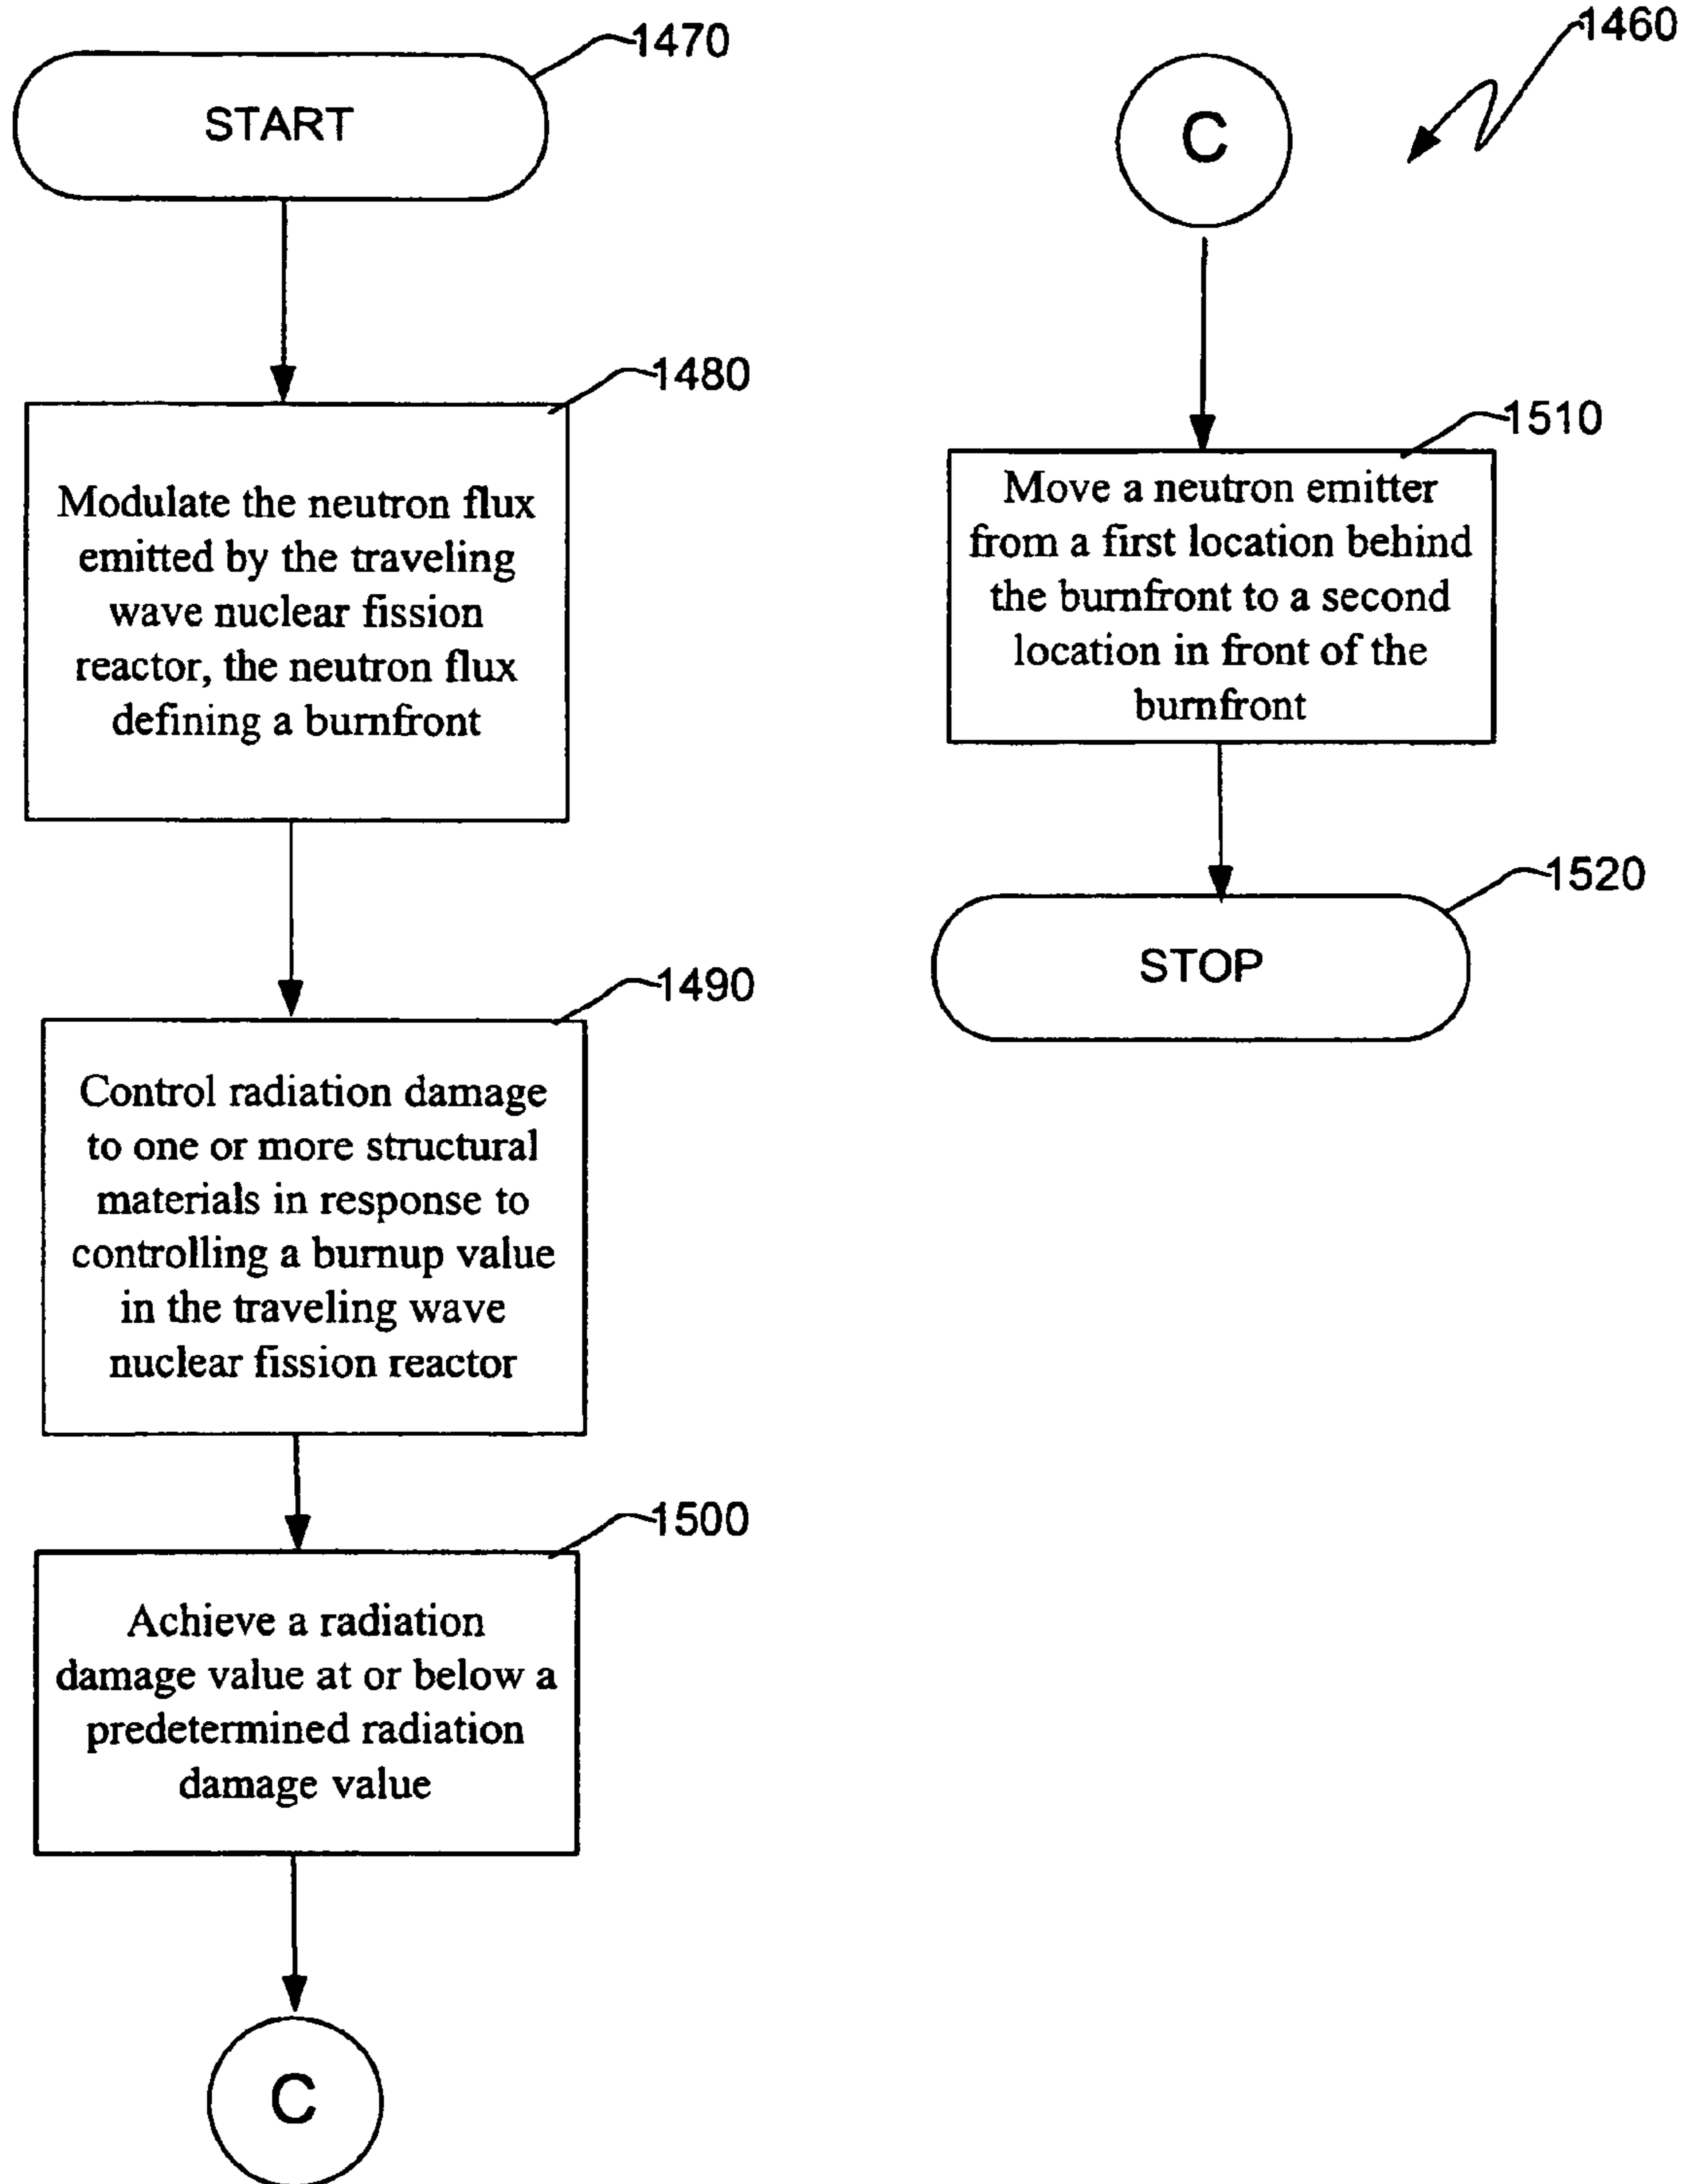 1470
START
1480
Modulate the neutron flux
emitted by the traveling
wave nuclear fission
reactor, the neutron flux
defining a burnfront
1490
Control radiation damage
to one or more structural
materials in response to
controlling a burnup value
in the traveling wave
nuclear fission reactor
1500
Achieve a radiation
damage value at or below a
predetermined radiation
damage value
C
1460
C
1510
Move a neutron emitter
from a first location behind
the burnfront to a second
location in front of the
burnfront
1520
STOP